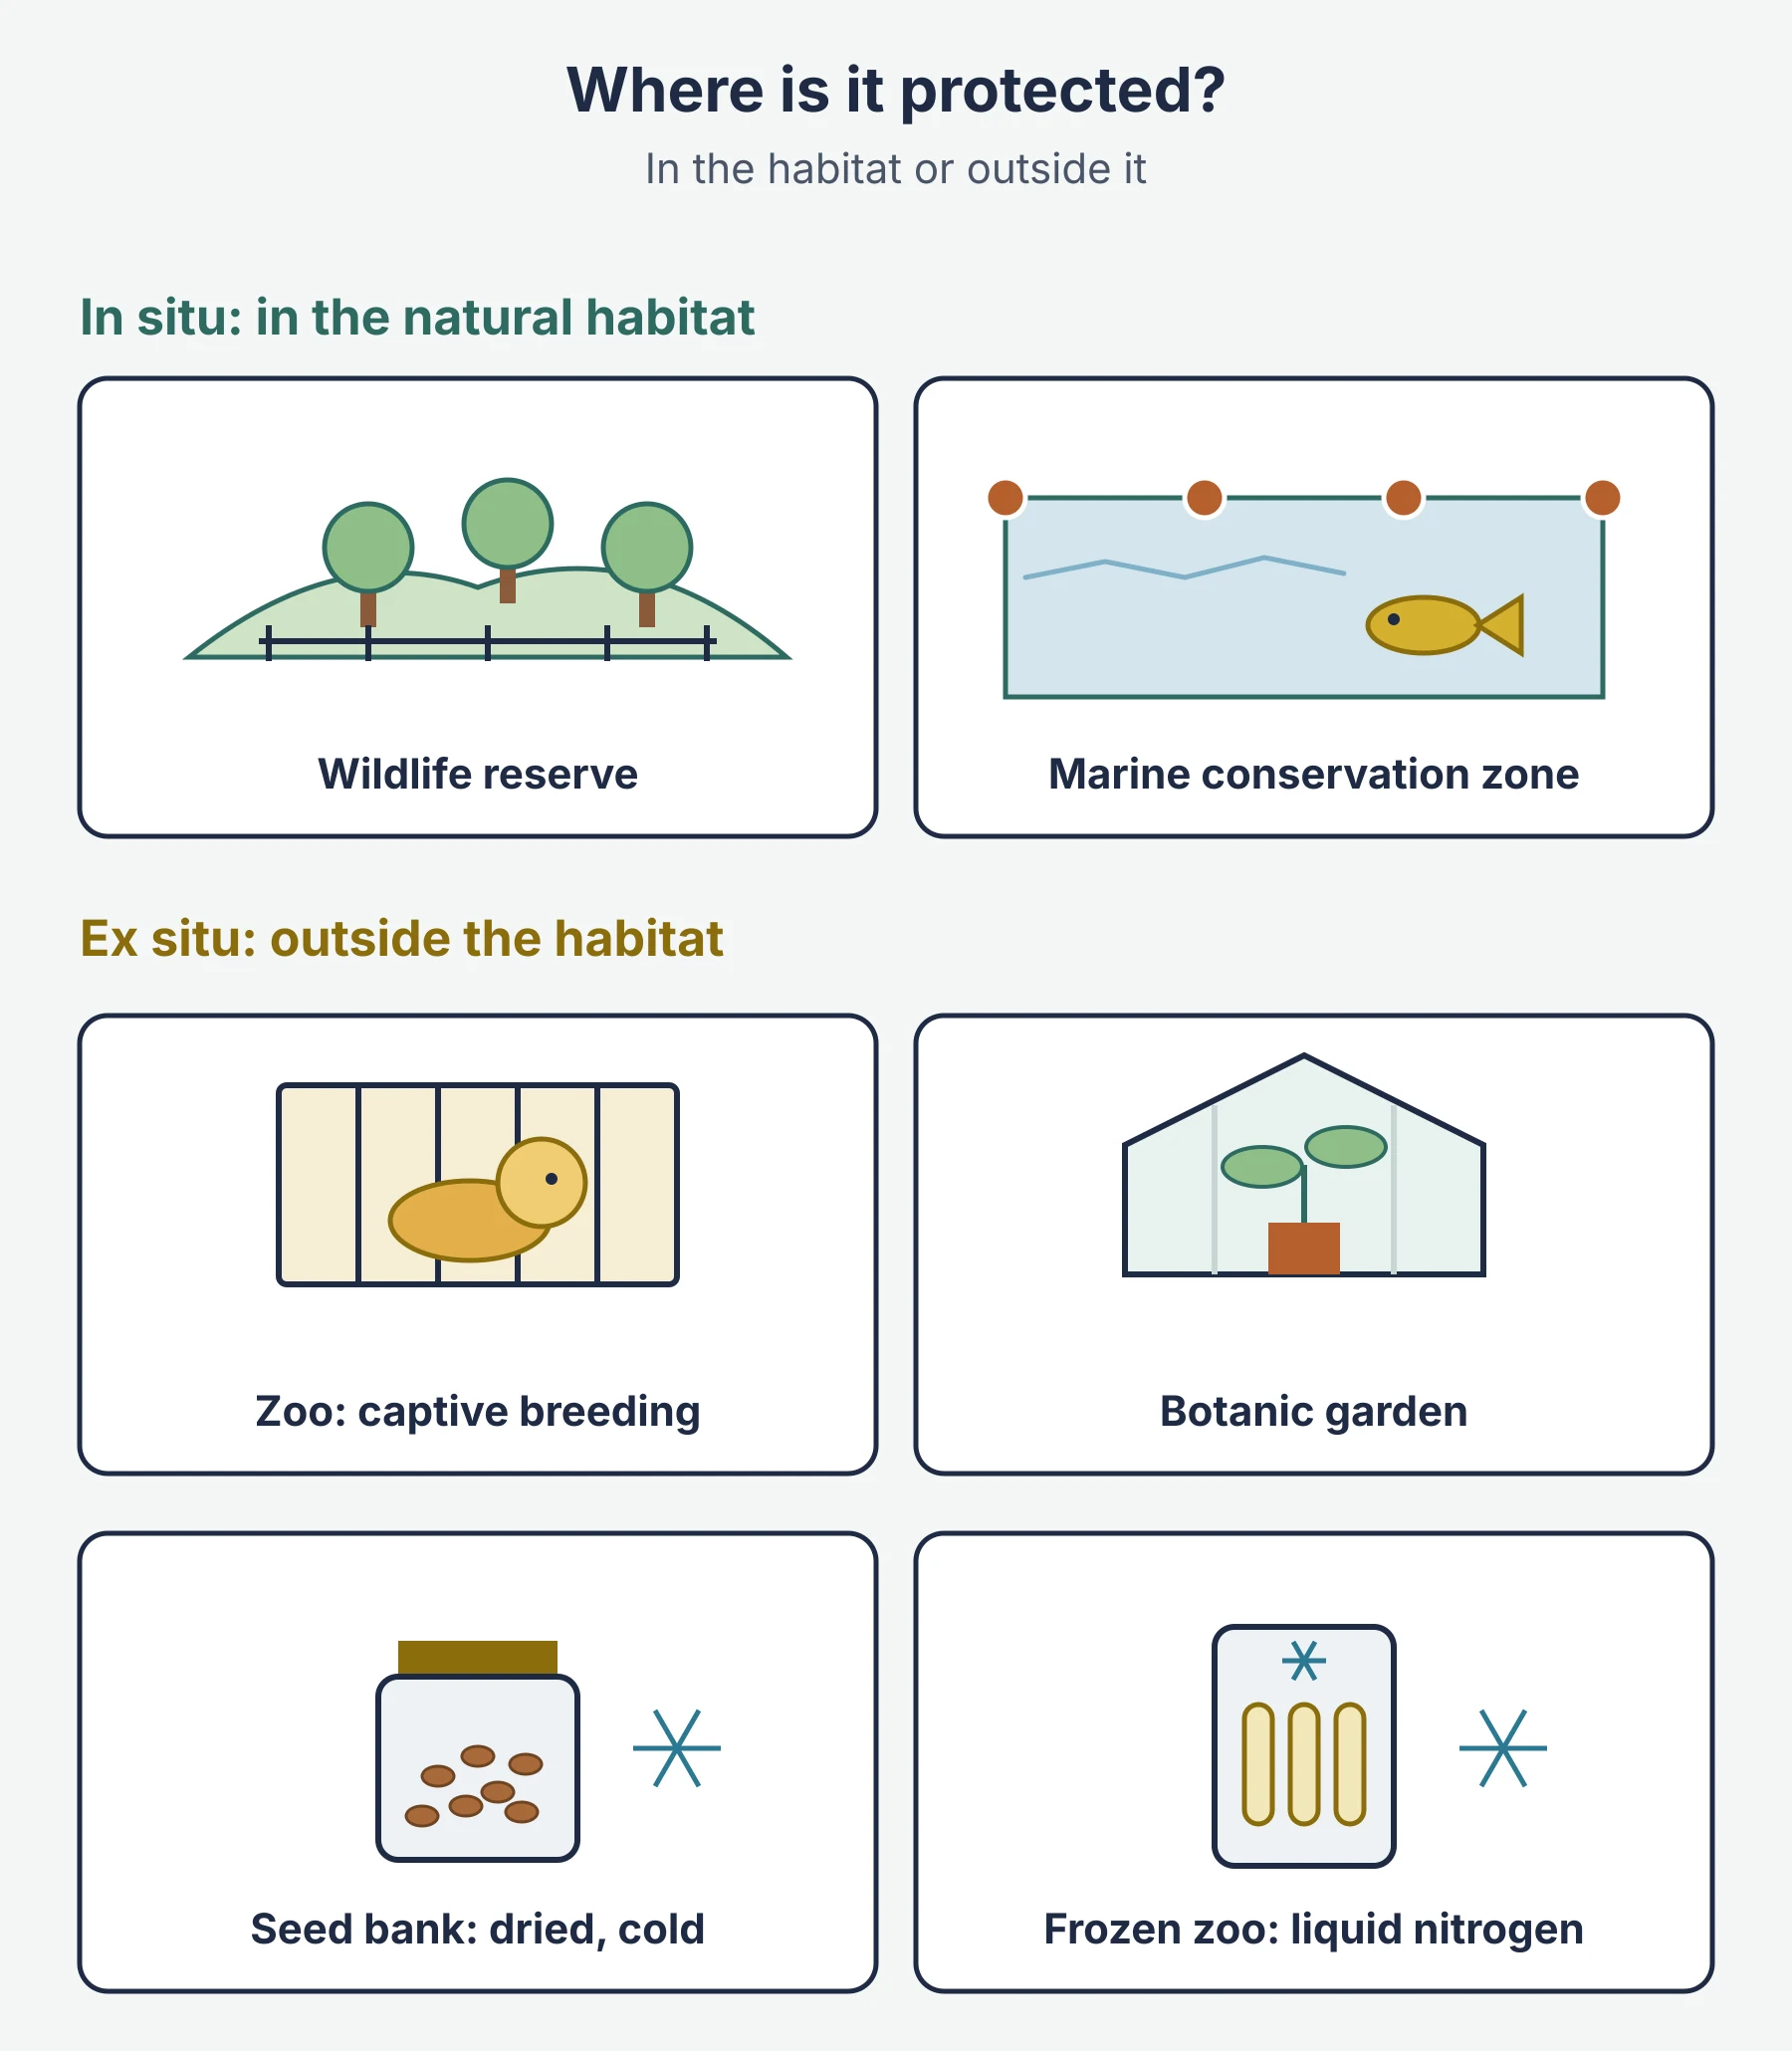 Where is it protected?
In the habitat or outside it
In situ: in the natural habitat
Wildlife reserve
Marine conservation zone
Ex situ: outside the habitat
Zoo: captive breeding
Botanic garden
Seed bank: dried, cold
Frozen zoo: liquid nitrogen